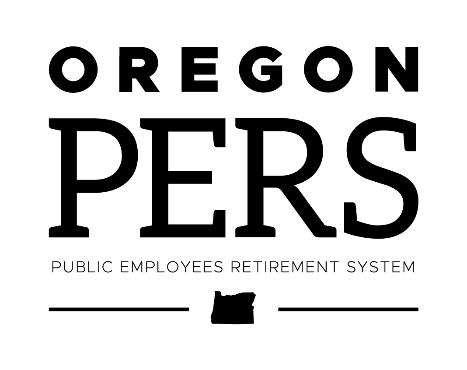 OREGON
PERS
PUBLIC EMPLOYEES RETIREMENT SYSTEM